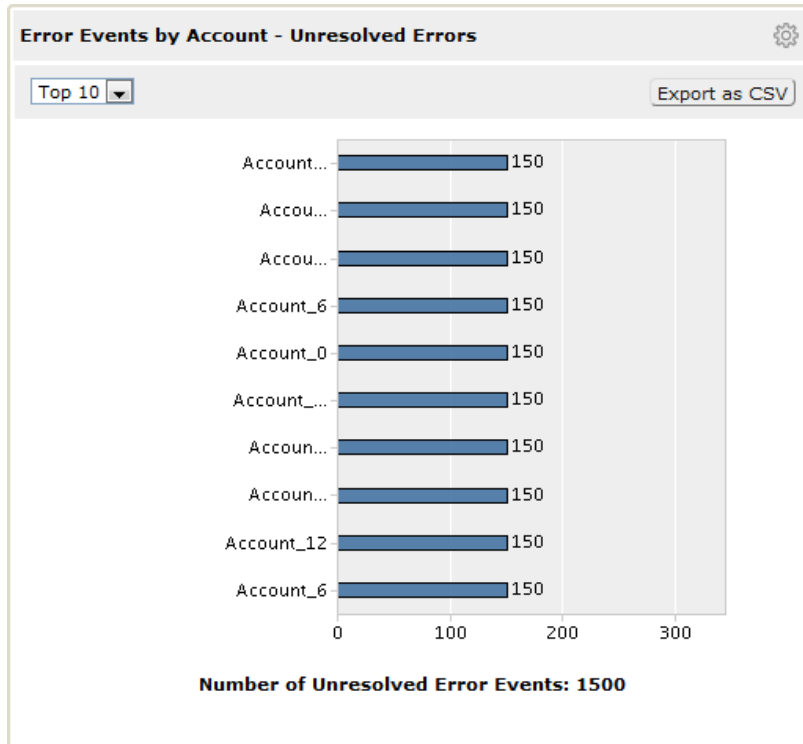 Error Events by Account - Unresolved Errors
Top 10
Export as CSV
Account... 150
Accou... 150
Accou... 150
Account_6 150
Account_0 150
Account_... 150
Accoun... 150
Accoun... 150
Account_12 150
Account_6 150
0 100 200 300
Number of Unresolved Error Events: 1500